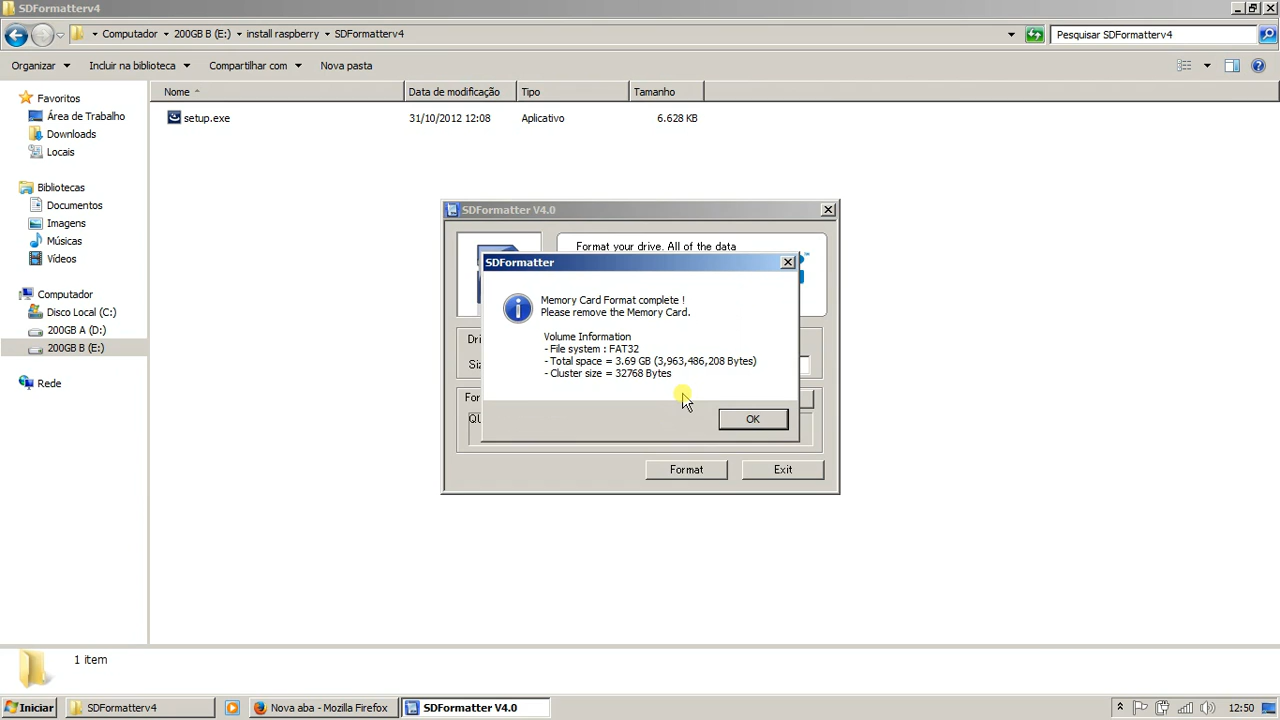 SDFormatterv4
Computador 200GB B (E:) install raspberry SDFormatterv4
Pesquisar SDFormatterv4
Organizar Incluir na biblioteca Compartilhar com Nova pasta
Nome Data de modificação Tipo Tamanho
setup.exe 31/10/2012 12:08 Aplicativo 6.628 KB
Favoritos
Área de Trabalho
Downloads
Locais
Bibliotecas
Documentos
Imagens
Músicas
Vídeos
Computador
Disco Local (C:)
200GB A (D:)
200GB B (E:)
Rede
SDFormatter V4.0
Format your drive. All of the data
SDFormatter
Memory Card Format complete !
Please remove the Memory Card.
Volume Information
- File system : FAT32
- Total space = 3.69 GB (3,963,486,208 Bytes)
- Cluster size = 32768 Bytes
OK
Format Exit
1 item
Iniciar SDFormatterv4 Nova aba - Mozilla Firefox SDFormatter V4.0 12:50